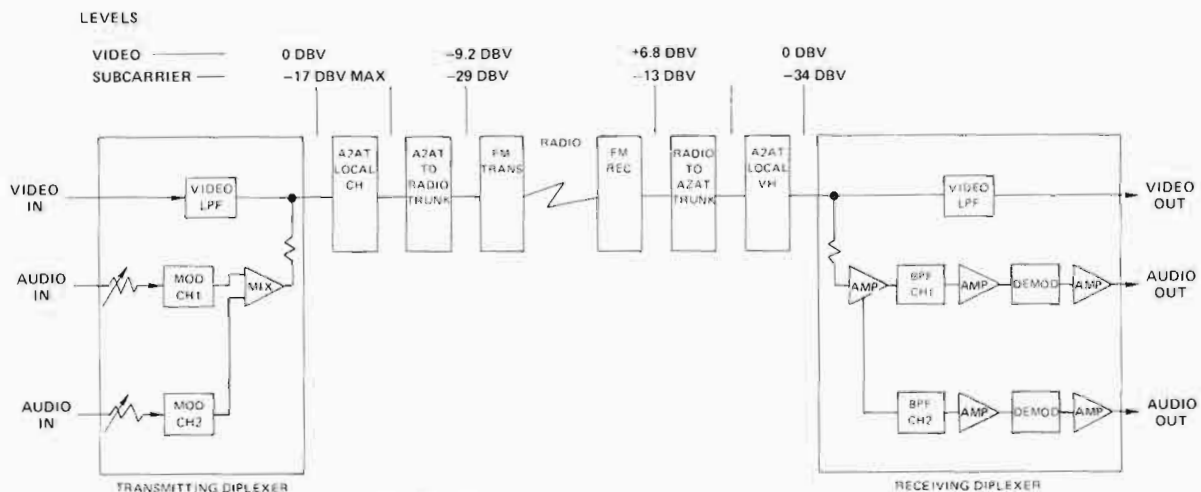 LEVELS
VIDEO 0 DBV -9.2 DBV +6.8 DBV 0 DBV
SUBCARRIER -17 DBV MAX -29 DBV -13 DBV -34 DBV
RADIO
A2AT LOCAL CH
A2AT TO RADIO TRUNK
FM TRANS
FM REC
RADIO TO AZAT TRUNK
A2AT LOCAL VH
VIDEO IN
VIDEO LPF
VIDEO LPF
VIDEO OUT
AUDIO IN
MOD CH1
MIX
AMP
BPF CH1
AMP
DEMOD
AMP
AUDIO OUT
AUDIO IN
MOD CH2
BPF CH2
AMP
DEMOD
AMP
AUDIO OUT
TRANSMITTING DIPLEXER
RECEIVING DIPLEXER